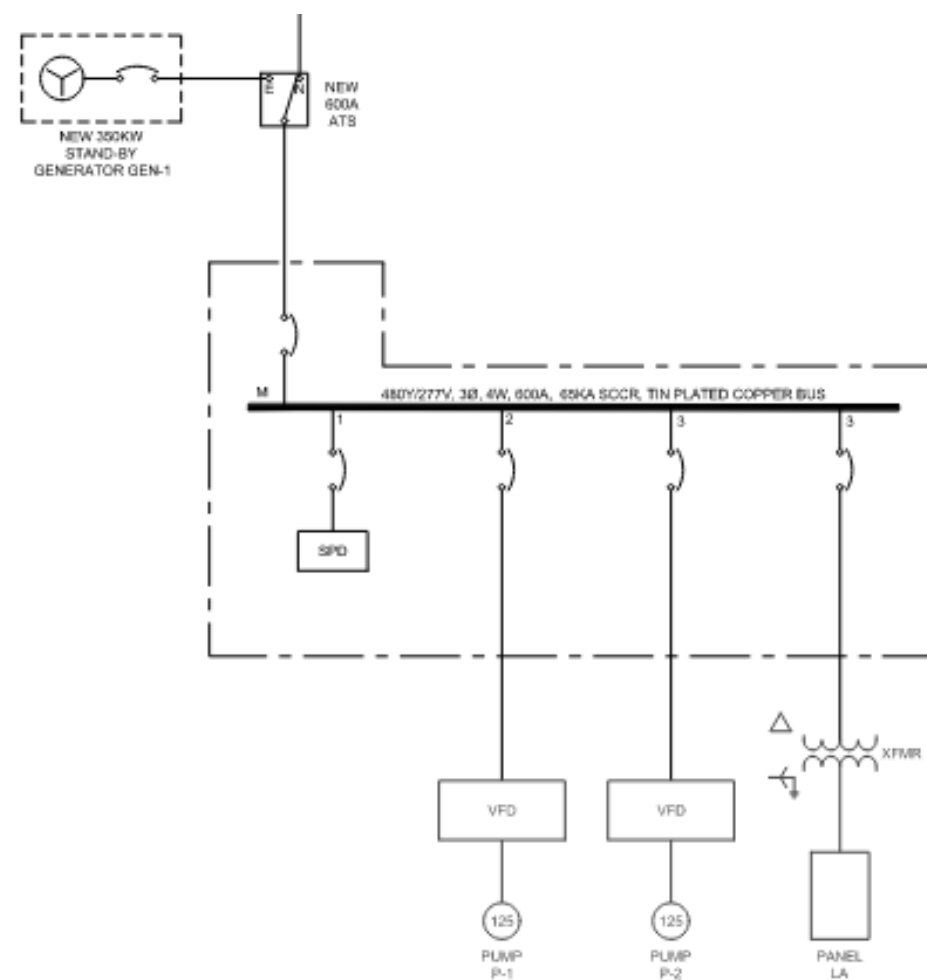 E
N
NEW
600A
ATS
NEW 350KW
STAND-BY
GENERATOR GEN-1
M
480Y/277V, 3Ø, 4W, 600A, 65KA SCCR, TIN PLATED COPPER BUS
1
2
3
3
SPD
XFMR
VFD
VFD
125
125
PUMP
P-1
PUMP
P-2
PANEL
LA